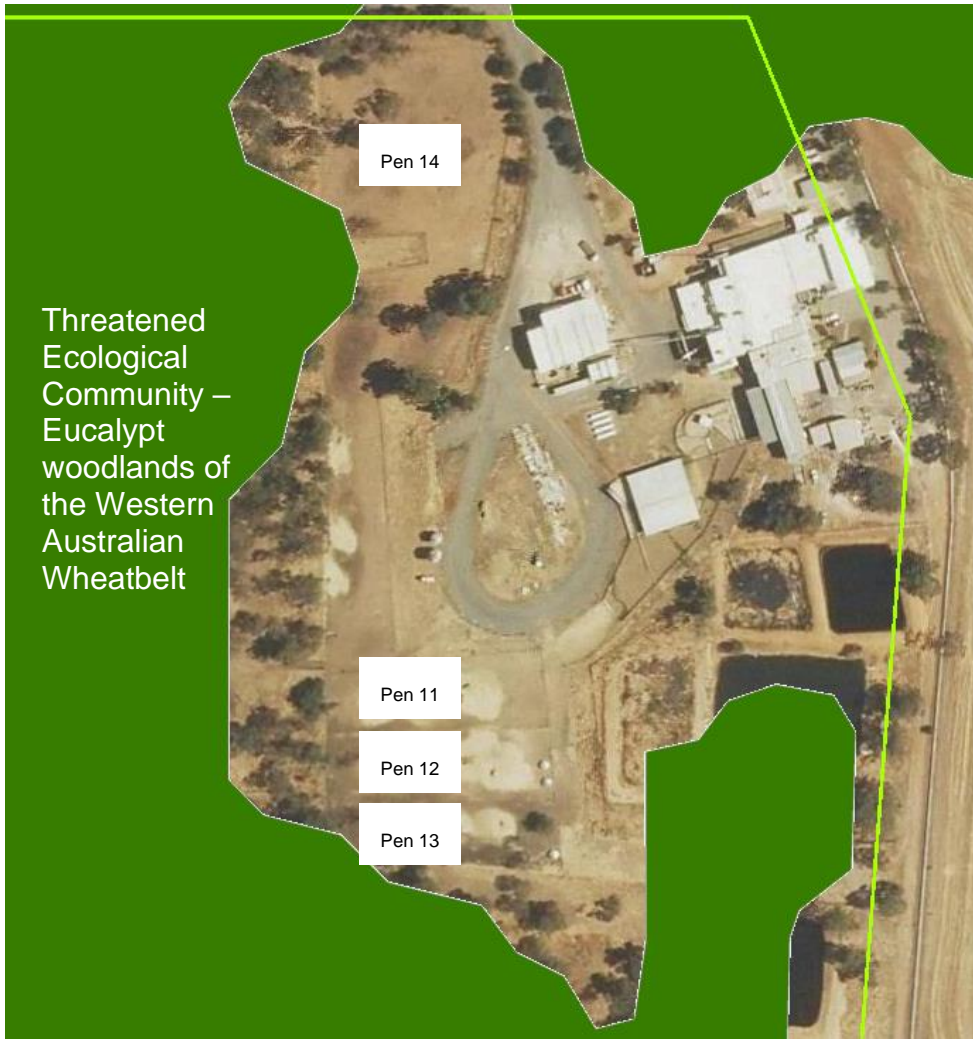 Pen 14
Threatened
Ecological
Community –
Eucalypt
woodlands of
the Western
Australian
Wheatbelt
Pen 11
Pen 12
Pen 13